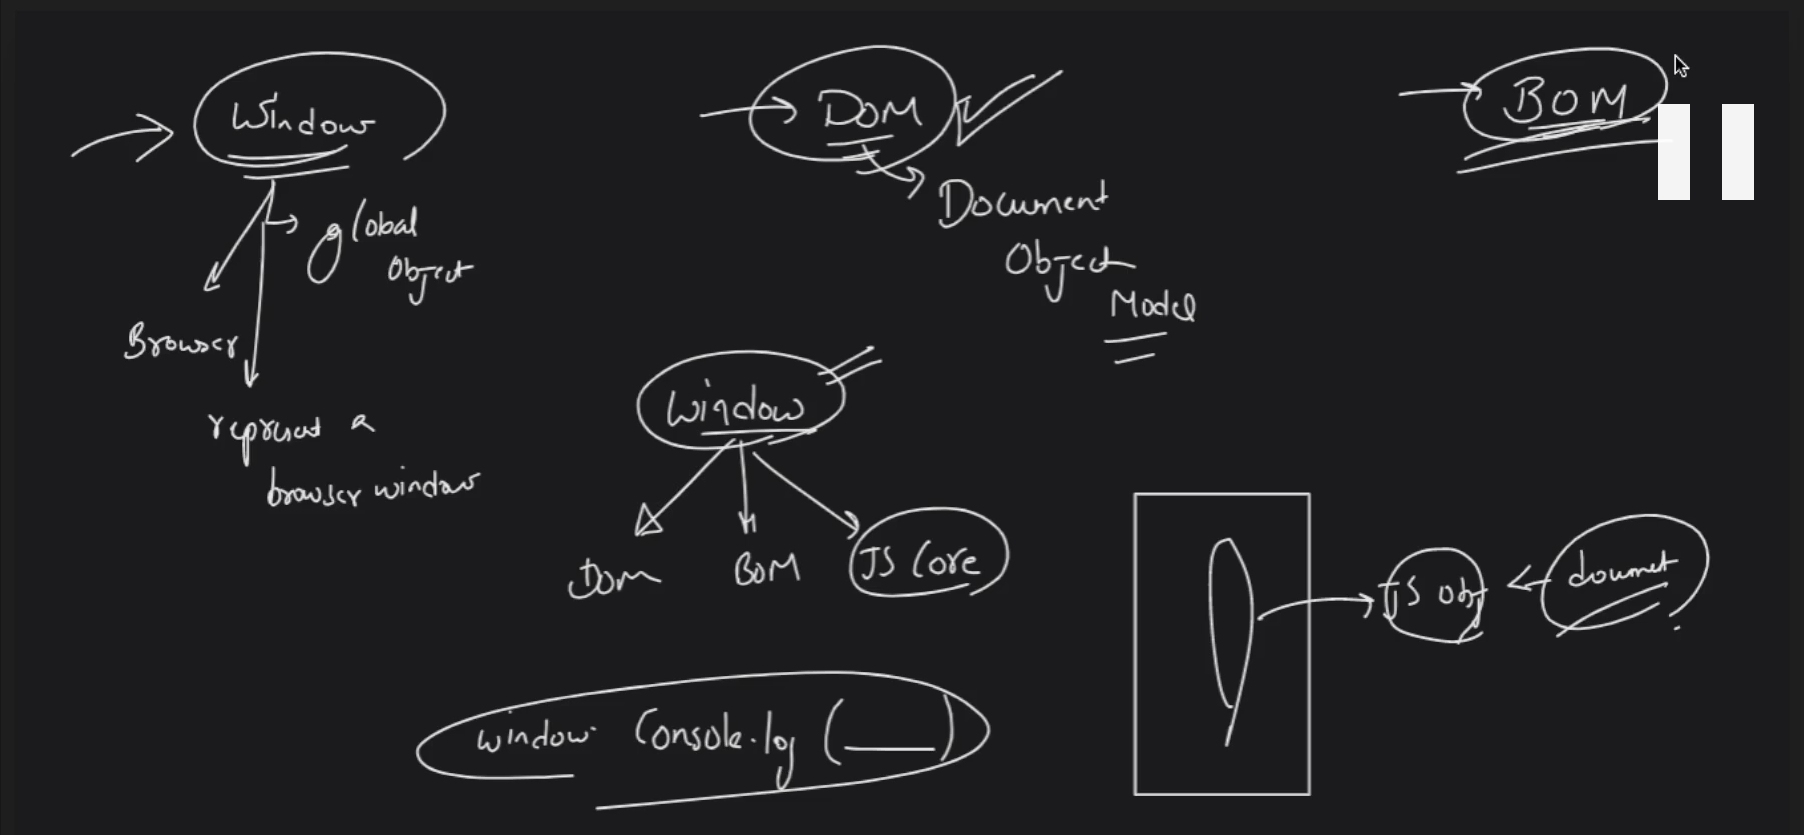 Window
DOM
BOM
global
object
Document
Object
Model
Browser
represent a
browser window
Window
DOM
BOM
JS Core
JS obj
document
window. Console.log (____)